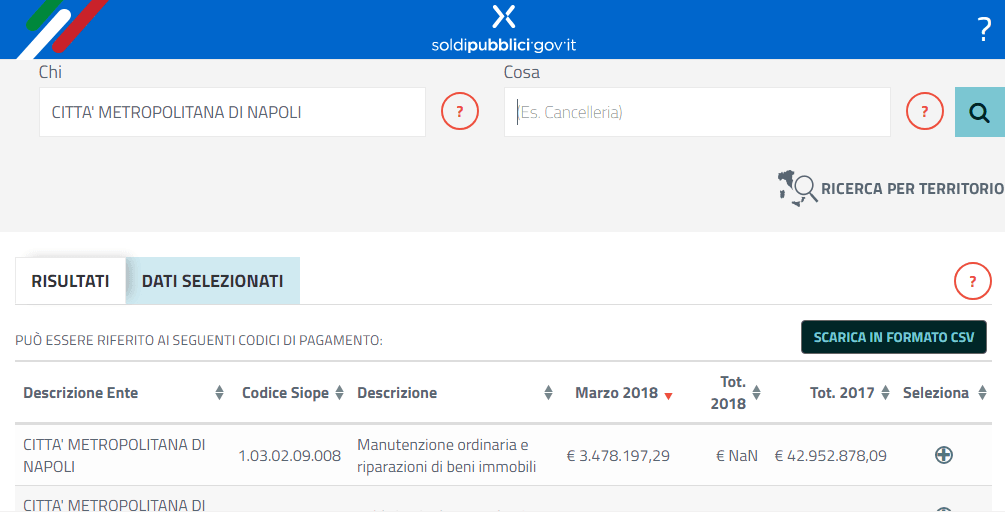 soldipubblici·gov·it
?
Chi
Cosa
CITTA' METROPOLITANA DI NAPOLI
?
(Es. Cancelleria)
?
RICERCA PER TERRITORIO
RISULTATI
DATI SELEZIONATI
?
PUÒ ESSERE RIFERITO AI SEGUENTI CODICI DI PAGAMENTO:
SCARICA IN FORMATO CSV
Descrizione Ente
Codice Siope
Descrizione
Marzo 2018
Tot.
2018
Tot. 2017
Seleziona
CITTA' METROPOLITANA DI
NAPOLI
1.03.02.09.008
Manutenzione ordinaria e
riparazioni di beni immobili
€ 3.478.197,29
€ NaN
€ 42.952.878,09
CITTA' METROPOLITANA DI